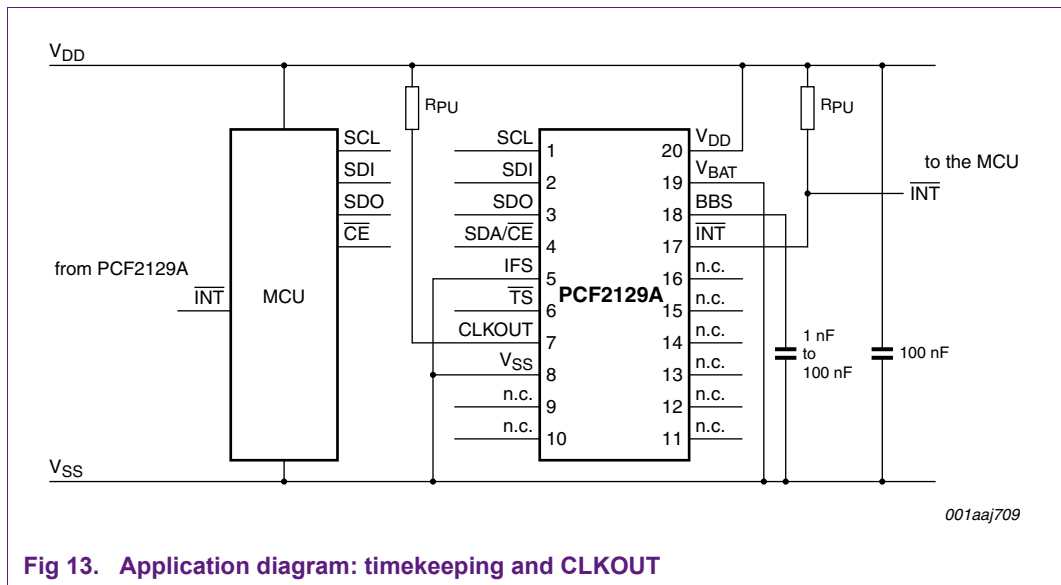 VDD
RPU
RPU
SCL
SDI
SDO
CE
from PCF2129A
INT
MCU
SCL 1
SDI 2
SDO 3
SDA/CE 4
IFS 5
TS 6
CLKOUT 7
VSS 8
n.c. 9
n.c. 10
PCF2129A
20 VDD
19 VBAT
18 BBS
17 INT
16 n.c.
15 n.c.
14 n.c.
13 n.c.
12 n.c.
11 n.c.
to the MCU
INT
1 nF
to
100 nF
100 nF
VSS
001aaj709
Fig 13. Application diagram: timekeeping and CLKOUT